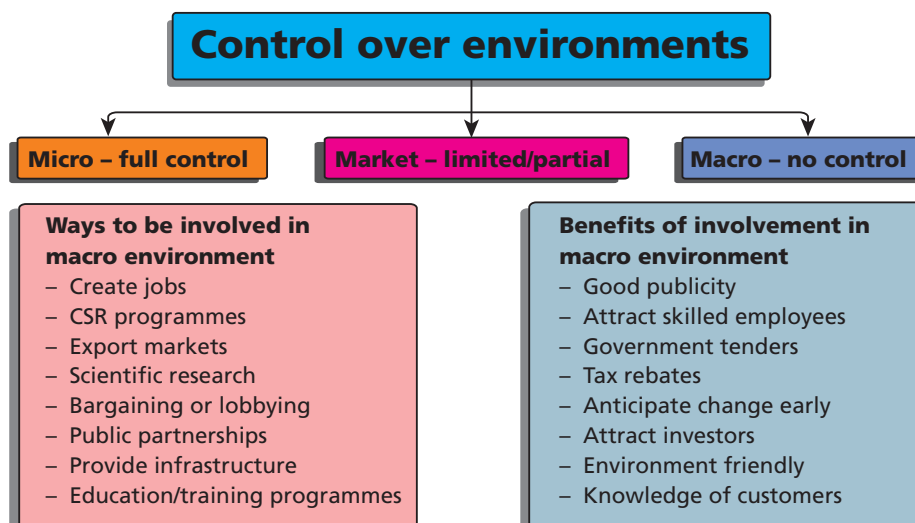 Control over environments
Micro – full control
Market – limited/partial
Macro – no control
Ways to be involved in
macro environment
– Create jobs
– CSR programmes
– Export markets
– Scientific research
– Bargaining or lobbying
– Public partnerships
– Provide infrastructure
– Education/training programmes
Benefits of involvement in
macro environment
– Good publicity
– Attract skilled employees
– Government tenders
– Tax rebates
– Anticipate change early
– Attract investors
– Environment friendly
– Knowledge of customers